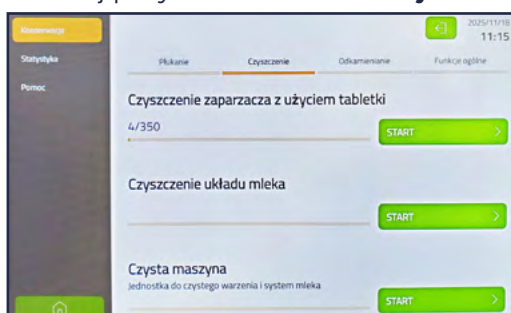 Konserwacja
Statystyka
Pomoc
2025/11/18
11:15
Płukanie
Czyszczenie
Odkamienianie
Funkcje ogólne
Czyszczenie zaparzacza z użyciem tabletki
4/350
START
Czyszczenie układu mleka
START
Czysta maszyna
Jednostka do czystego warzenia i system mleka
START